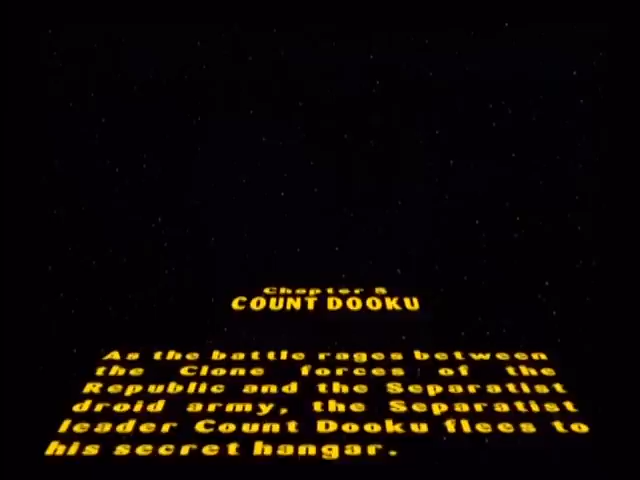 Chapter 5
COUNT DOOKU
As the battle rages between
the Clone forces of the
Republic and the Separatist
droid army, the Separatist
leader Count Dooku flees to
his secret hangar.